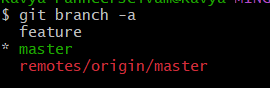 $ git branch -a
feature
* master
remotes/origin/master